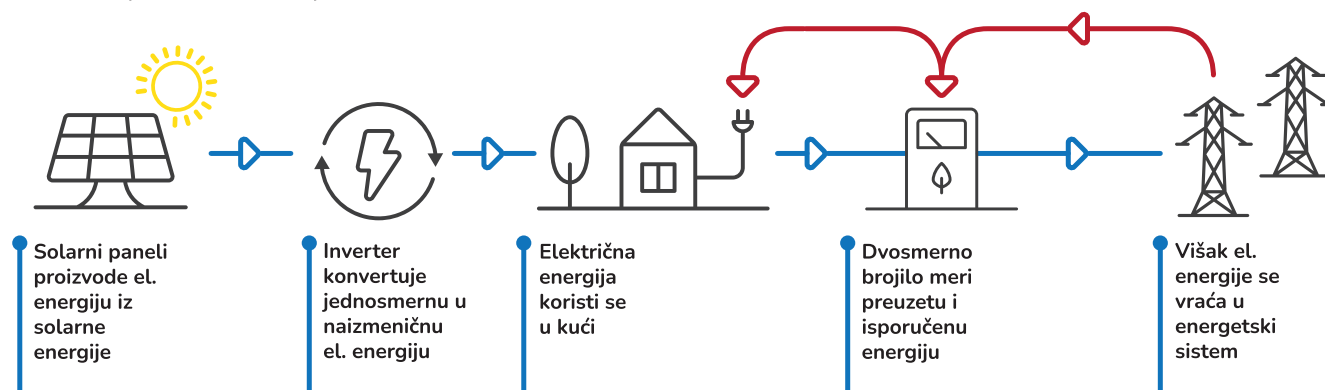 Solarni paneli
proizvode el.
energiju iz
solarne
energije
Inverter
konvertuje
jednosmernu u
naizmeničnu
el. energiju
Električna
energija
koristi se
u kući
Dvosmerno
brojilo meri
preuzetu i
isporučenu
energiju
Višak el.
energije se
vraća u
energetski
sistem